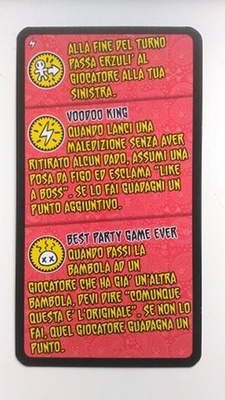 ALLA FINE DEL TURNO
PASSA ERZULI' AL
GIOCATORE ALLA TUA
SINISTRA.
VOODOO KING
QUANDO LANCI UNA
MALEDIZIONE SENZA AVER
RITIRATO ALCUN DADO, ASSUMI UNA
POSA DA FIGO ED ESCLAMA "LIKE
A BOSS". SE LO FAI GUADAGNI UN
PUNTO AGGIUNTIVO.
BEST PARTY GAME EVER
QUANDO PASSI LA
BAMBOLA AD UN
GIOCATORE CHE HA GIA' UN'ALTRA
BAMBOLA, DEVI DIRE "COMUNQUE
QUESTA E' L'ORIGINALE". SE NON LO
FAI, QUEL GIOCATORE GUADAGNA UN
PUNTO.